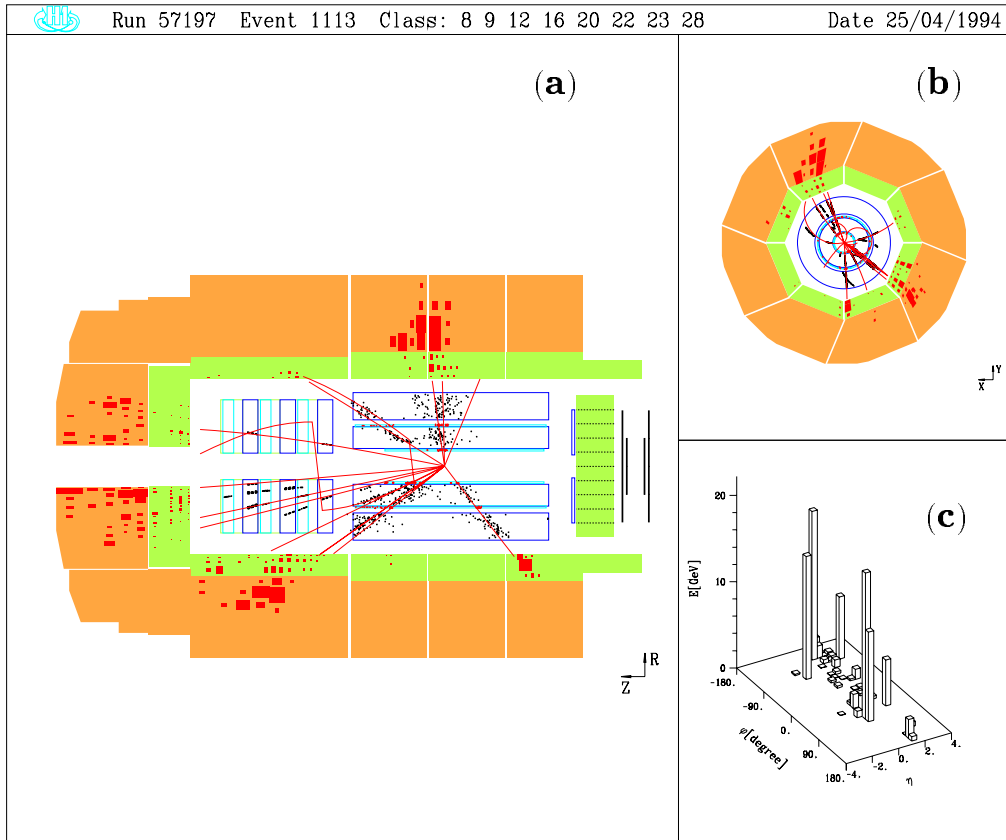 H1 Run 57197 Event 1113 Class: 8 9 12 16 20 22 23 28 Date 25/04/1994
(a)
R
Z
(b)
Y
X
(c)
E[GeV]
20
10
0
-180.
-90.
0.
90.
180.
φ[degree]
-4.
-2.
0.
2.
4.
η